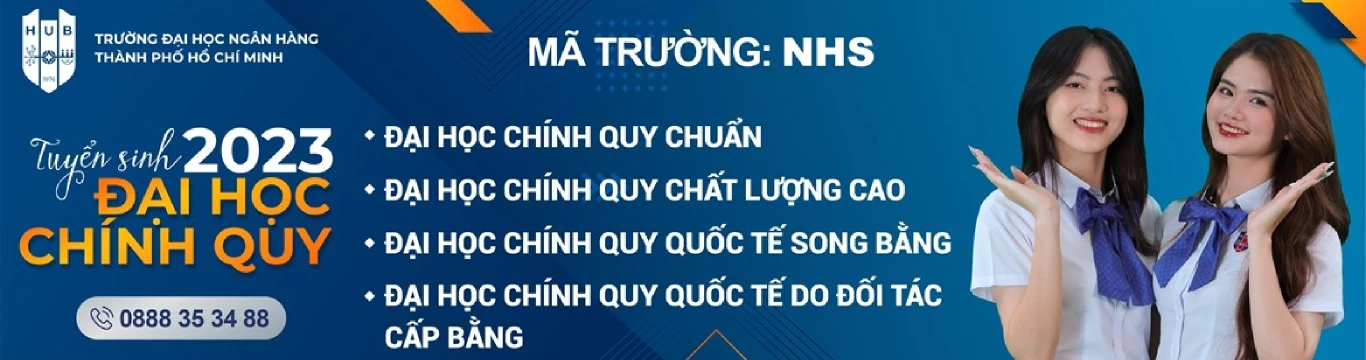 HUB
1976
TRƯỜNG ĐẠI HỌC NGÂN HÀNG
THÀNH PHỐ HỒ CHÍ MINH
Tuyển sinh 2023
ĐẠI HỌC
CHÍNH QUY
0888 35 34 88
MÃ TRƯỜNG: NHS
ĐẠI HỌC CHÍNH QUY CHUẨN
ĐẠI HỌC CHÍNH QUY CHẤT LƯỢNG CAO
ĐẠI HỌC CHÍNH QUY QUỐC TẾ SONG BẰNG
ĐẠI HỌC CHÍNH QUY QUỐC TẾ DO ĐỐI TÁC
CẤP BẰNG